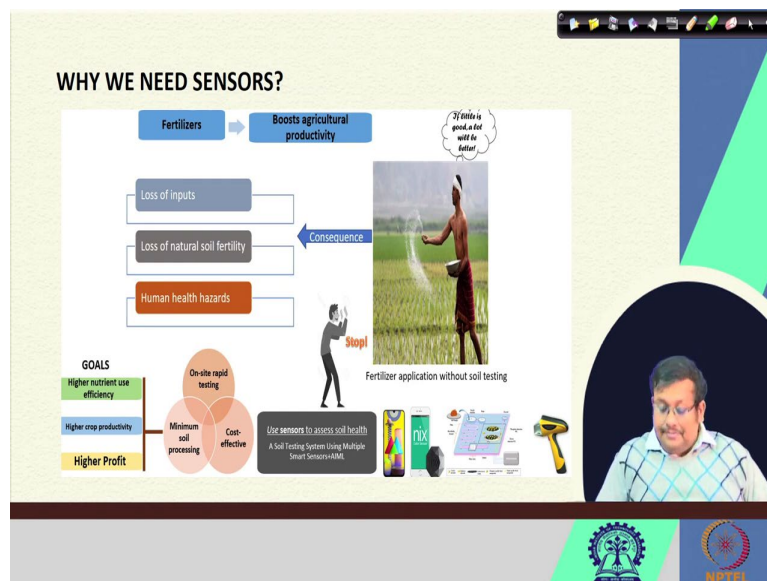 WHY WE NEED SENSORS?
Fertilizers
Boosts agricultural
productivity
If little is
good, a lot
will be
better!
Loss of inputs
Loss of natural soil fertility
Human health hazards
Consequence
Stop!
Fertilizer application without soil testing
GOALS
Higher nutrient use
efficiency
Higher crop productivity
Higher Profit
On-site rapid
testing
Minimum
soil
processing
Cost-
effective
Use sensors to assess soil health
A Soil Testing System Using Multiple
Smart Sensors+AIML
nix
NPTEL